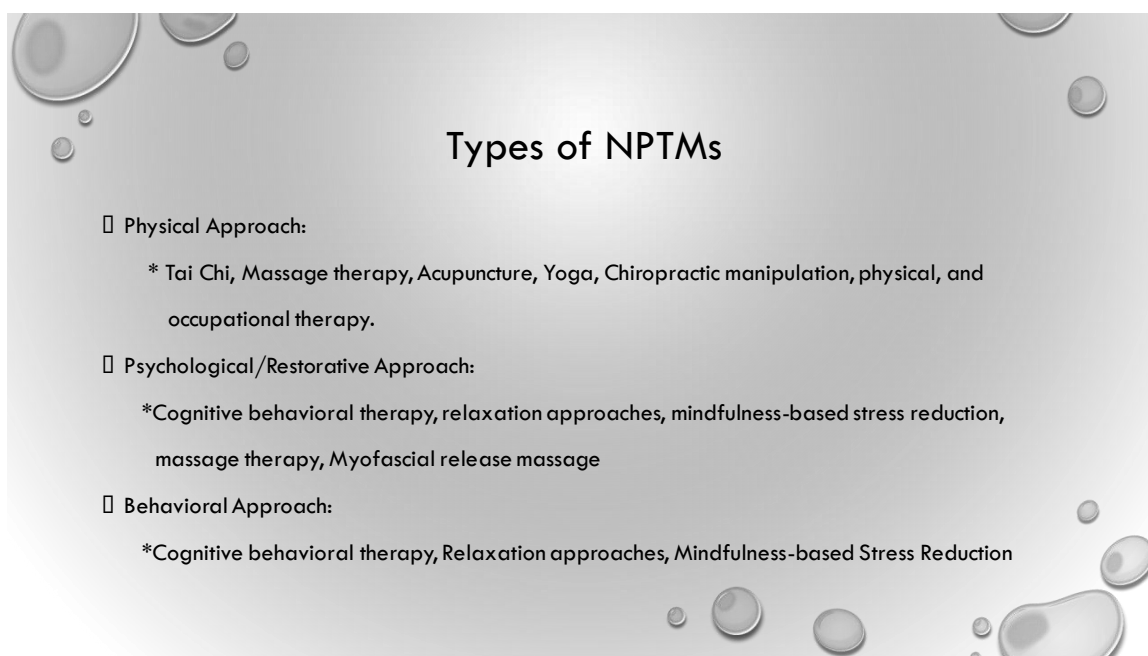 Types of NPTMs
▯ Physical Approach:
* Tai Chi, Massage therapy, Acupuncture, Yoga, Chiropractic manipulation, physical, and
occupational therapy.
▯ Psychological/Restorative Approach:
*Cognitive behavioral therapy, relaxation approaches, mindfulness-based stress reduction,
massage therapy, Myofascial release massage
▯ Behavioral Approach:
*Cognitive behavioral therapy, Relaxation approaches, Mindfulness-based Stress Reduction